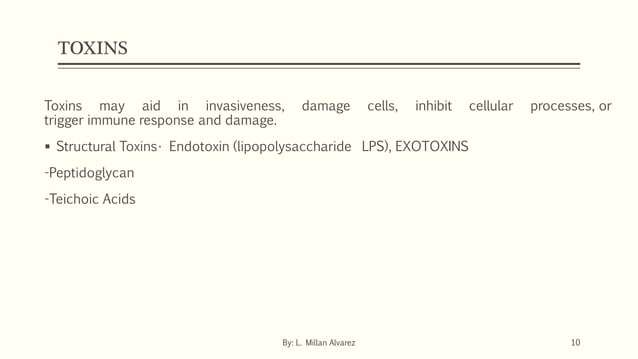 TOXINS
Toxins may aid in invasiveness, damage cells, inhibit cellular processes, or
trigger immune response and damage.
▪ Structural Toxins· Endotoxin (lipopolysaccharide LPS), EXOTOXINS
-Peptidoglycan
-Teichoic Acids
By: L. Millan Alvarez
10